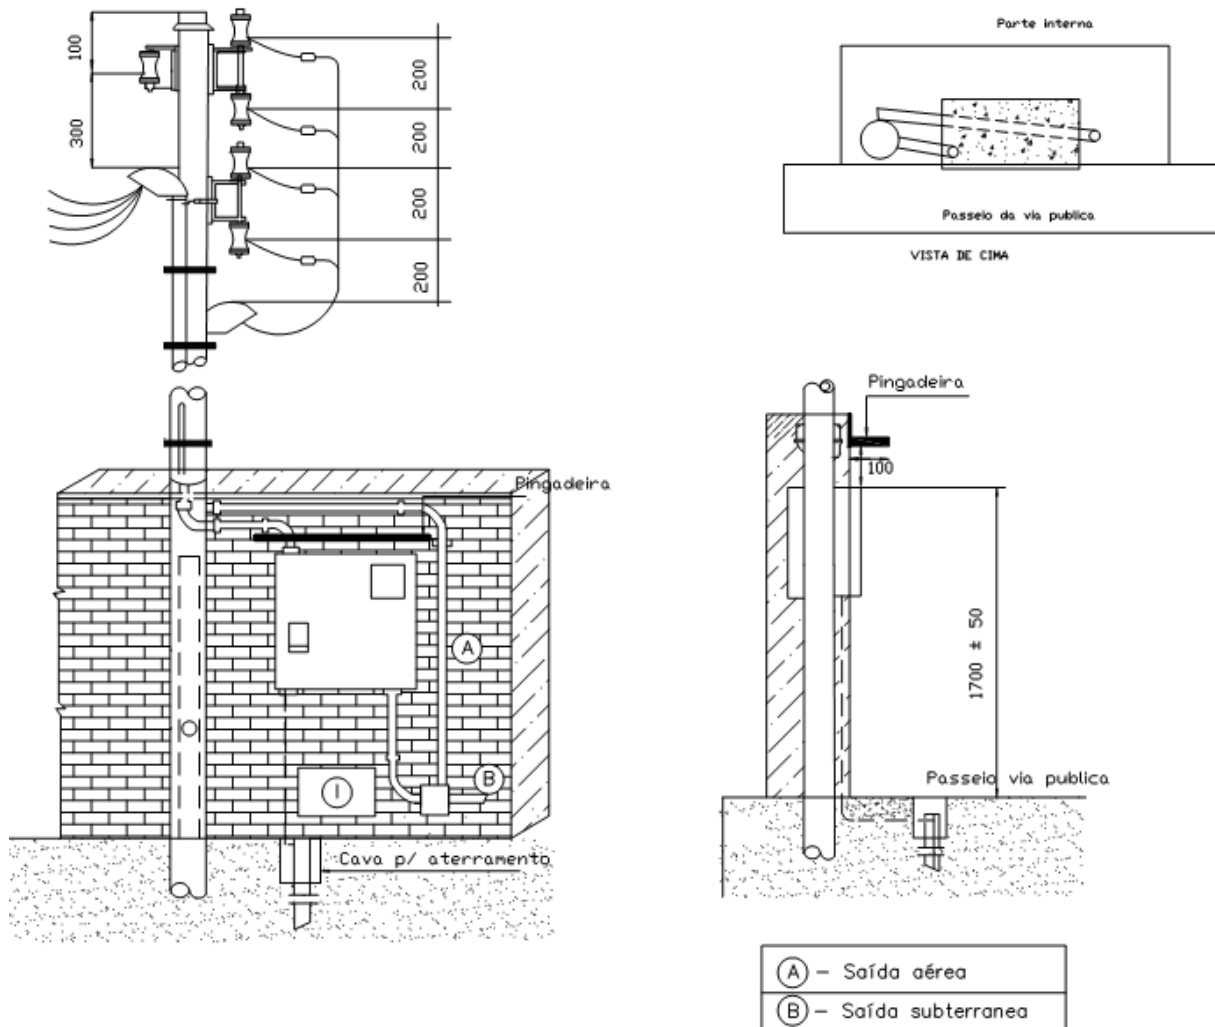 100
300
200
200
200
200
Parte interna
Passeio da via publica
VISTA DE CIMA
Pingadeira
A
B
I
Cava p/ aterramento
Pingadeira
100
1700 ± 50
Passeio via publica
A - Saída aérea
B - Saída subterranea